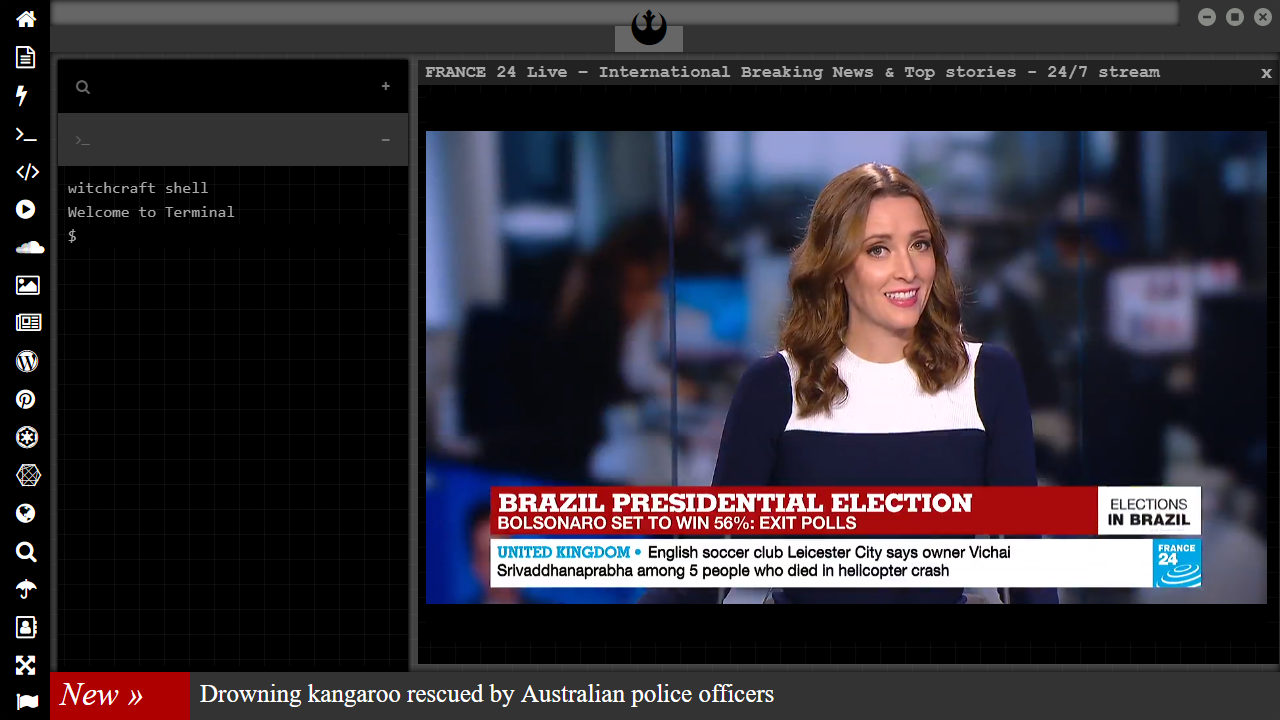 FRANCE 24 Live – International Breaking News & Top stories - 24/7 stream
x
+
>_
−
witchcraft shell
Welcome to Terminal
$
BRAZIL PRESIDENTIAL ELECTION
BOLSONARO SET TO WIN 56%: EXIT POLLS
ELECTIONS
IN BRAZIL
UNITED KINGDOM • English soccer club Leicester City says owner Vichai
Srivaddhanaprabha among 5 people who died in helicopter crash
FRANCE
24
New »
Drowning kangaroo rescued by Australian police officers